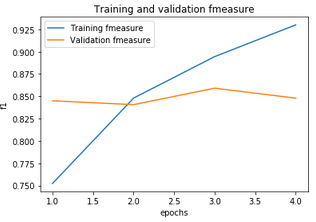 Training and validation fmeasure
Training fmeasure
Validation fmeasure
0.925
0.900
0.875
0.850
0.825
0.800
0.775
0.750
f1
1.0 1.5 2.0 2.5 3.0 3.5 4.0
epochs